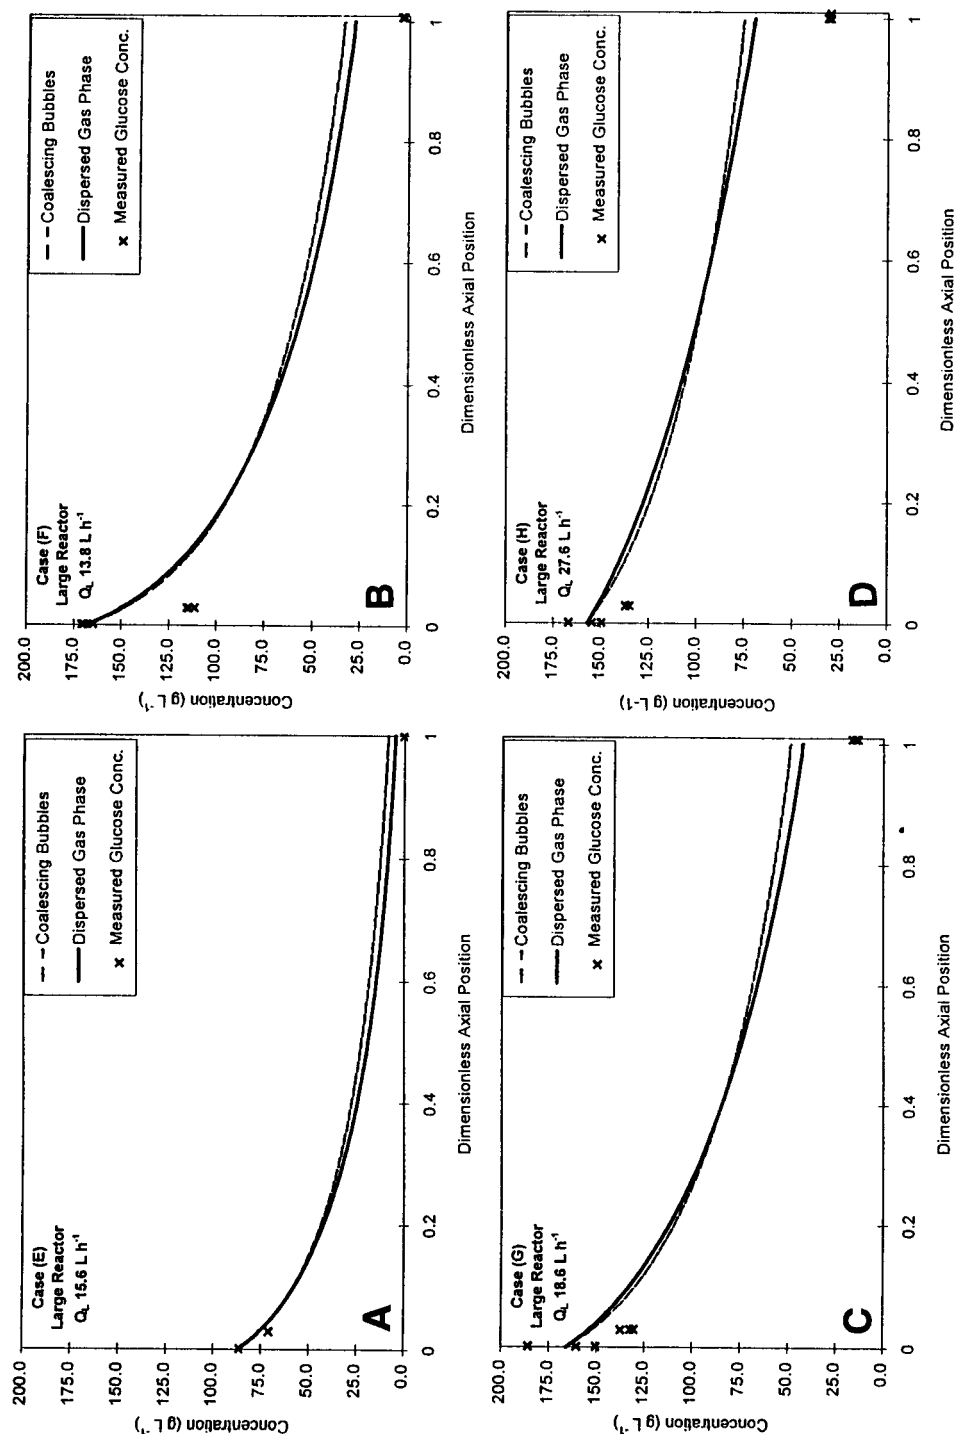 Case (E)
Large Reactor
Q_L 15.6 L h⁻¹
Coalescing Bubbles
Dispersed Gas Phase
Measured Glucose Conc.
200.0
175.0
150.0
125.0
100.0
75.0
50.0
25.0
0.0
Concentration (g L⁻¹)
0
0.2
0.4
0.6
0.8
1
Dimensionless Axial Position
A
Case (F)
Large Reactor
Q_L 13.8 L h⁻¹
Coalescing Bubbles
Dispersed Gas Phase
Measured Glucose Conc.
200.0
175.0
150.0
125.0
100.0
75.0
50.0
25.0
0.0
Concentration (g L⁻¹)
0
0.2
0.4
0.6
0.8
1
Dimensionless Axial Position
B
Case (G)
Large Reactor
Q_L 18.6 L h⁻¹
Coalescing Bubbles
Dispersed Gas Phase
Measured Glucose Conc.
200.0
175.0
150.0
125.0
100.0
75.0
50.0
25.0
0.0
Concentration (g L⁻¹)
0
0.2
0.4
0.6
0.8
1
Dimensionless Axial Position
C
Case (H)
Large Reactor
Q_L 27.6 L h⁻¹
Coalescing Bubbles
Dispersed Gas Phase
Measured Glucose Conc.
200.0
175.0
150.0
125.0
100.0
75.0
50.0
25.0
0.0
Concentration (g L-1)
0
0.2
0.4
0.6
0.8
1
Dimensionless Axial Position
D